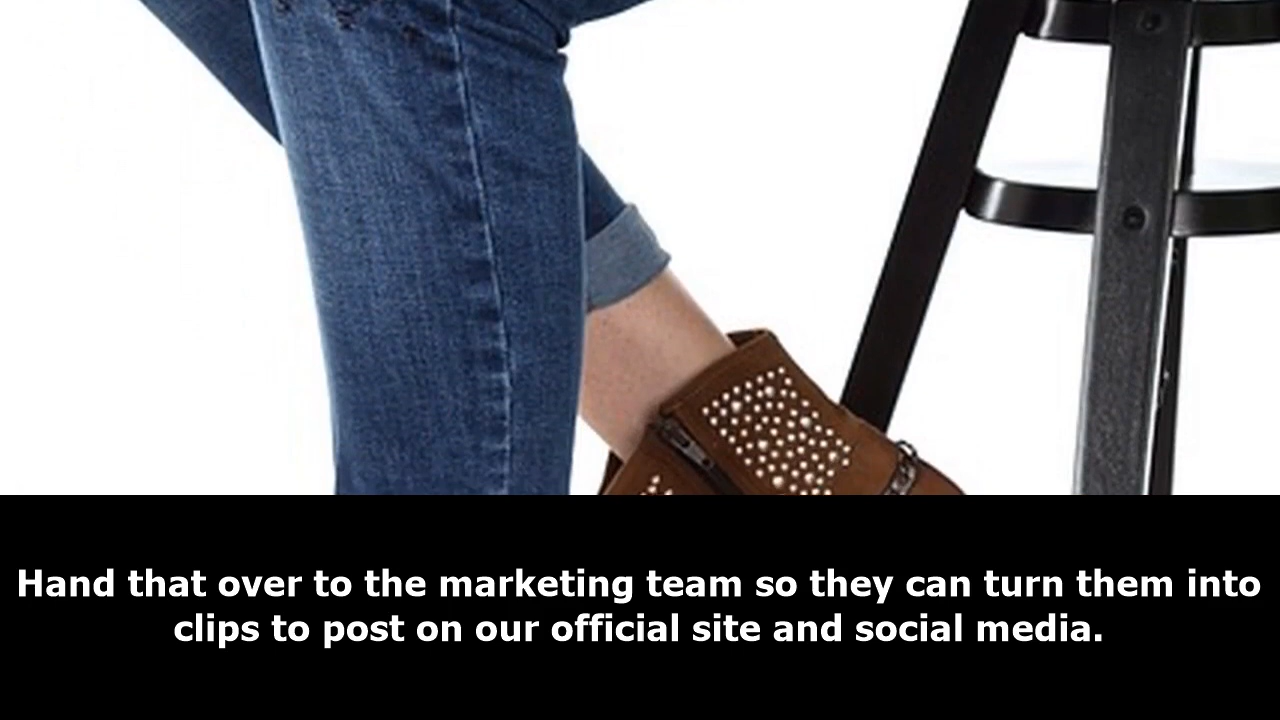 Hand that over to the marketing team so they can turn them into
clips to post on our official site and social media.